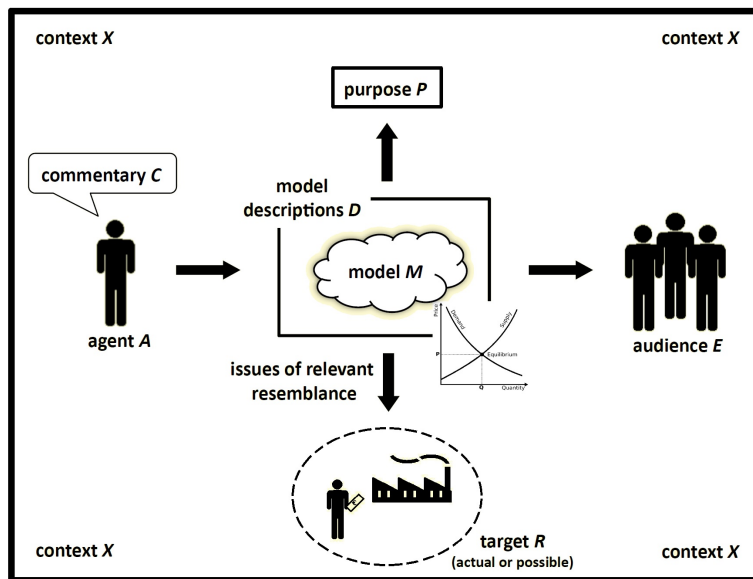 context X
context X
purpose P
commentary C
model
descriptions D
model M
agent A
audience E
Price
Demand
Supply
P
Equilibrium
Q
Quantity
issues of relevant
resemblance
€
target R
(actual or possible)
context X
context X